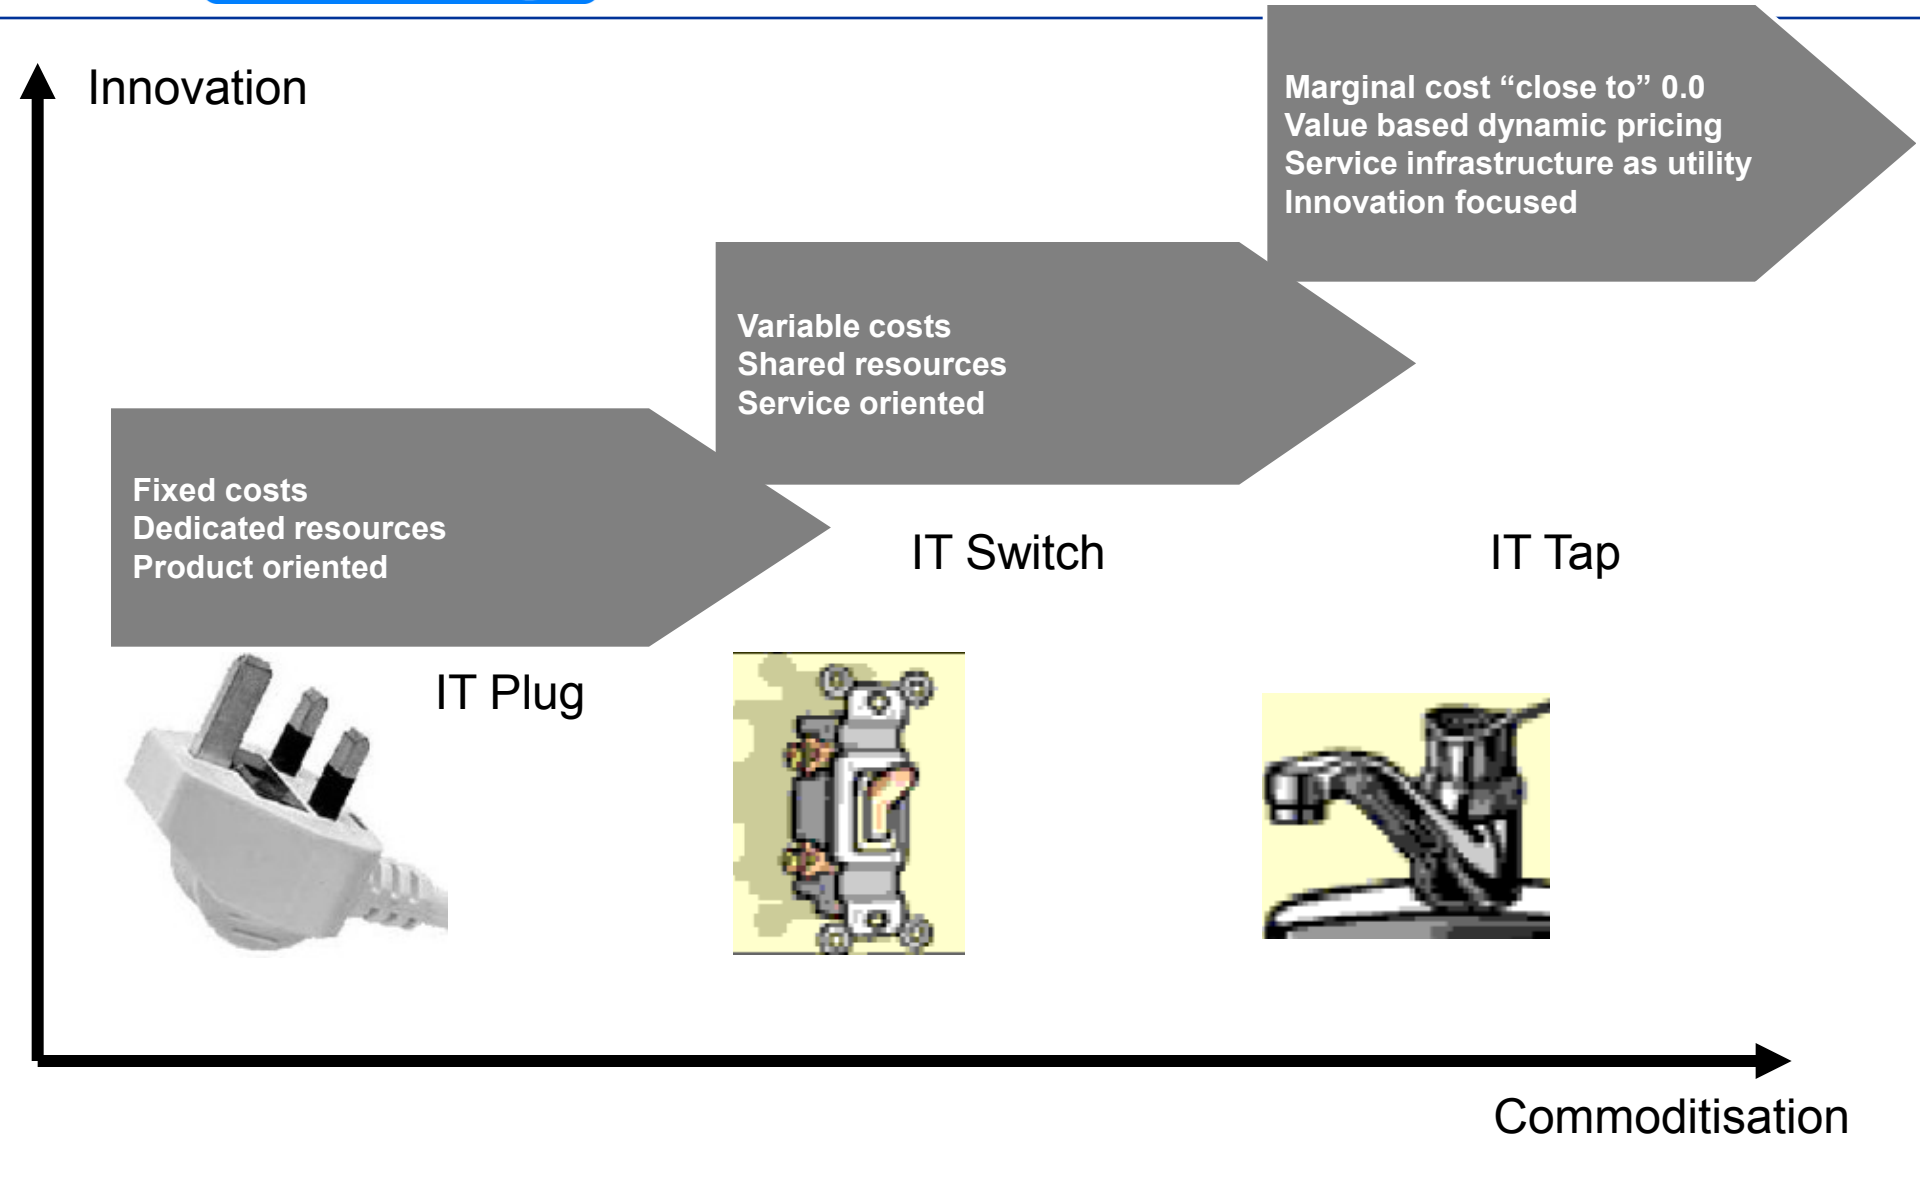 Innovation
Marginal cost “close to” 0.0
Value based dynamic pricing
Service infrastructure as utility
Innovation focused
Variable costs
Shared resources
Service oriented
Fixed costs
Dedicated resources
Product oriented
IT Switch
IT Tap
IT Plug
Commoditisation